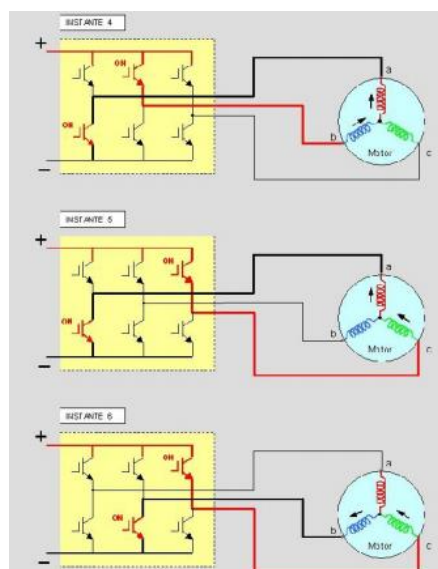 INSTANTE 4
+
ON
ON
−
a
b
c
Motor
INSTANTE 5
+
ON
ON
−
a
b
c
Motor
INSTANTE 6
+
ON
ON
−
a
b
c
Motor